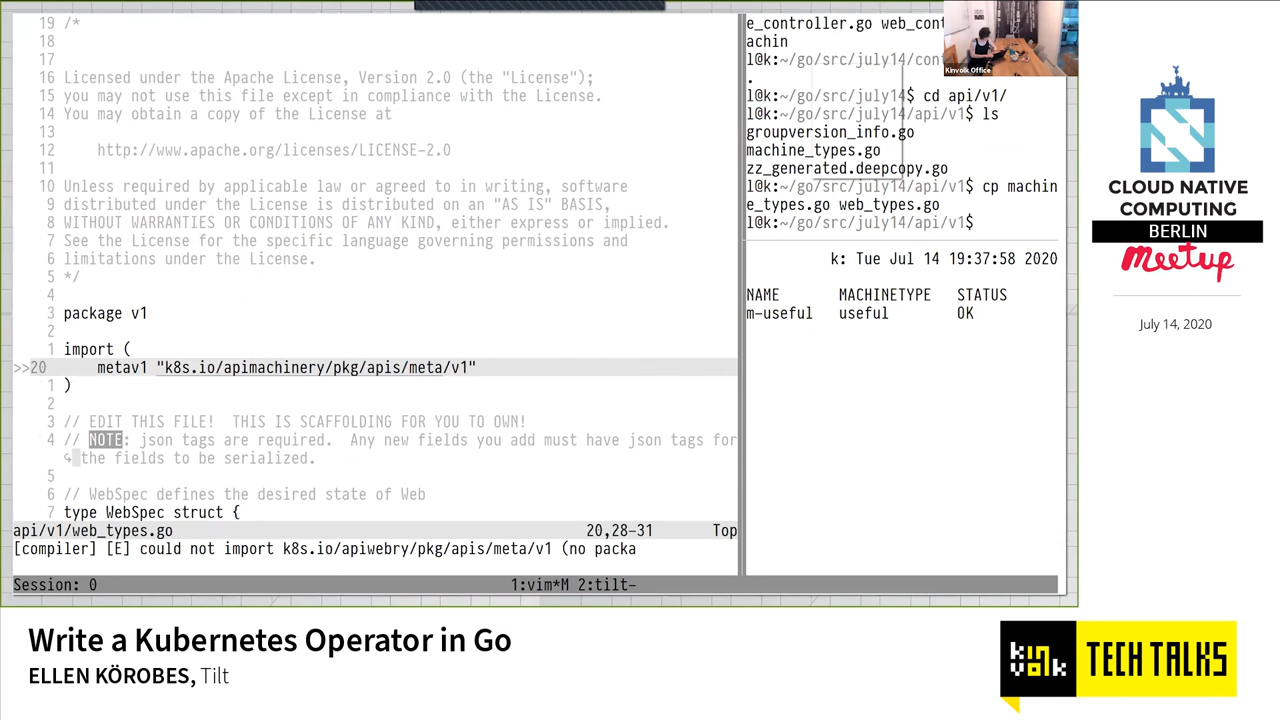 19 /*
18
17
16 Licensed under the Apache License, Version 2.0 (the "License");
15 you may not use this file except in compliance with the License.
14 You may obtain a copy of the License at
13
12 http://www.apache.org/licenses/LICENSE-2.0
11
10 Unless required by applicable law or agreed to in writing, software
9 distributed under the License is distributed on an "AS IS" BASIS,
8 WITHOUT WARRANTIES OR CONDITIONS OF ANY KIND, either express or implied.
7 See the License for the specific language governing permissions and
6 limitations under the License.
5 */
4
3 package v1
2
1 import (
>>20 metav1 "k8s.io/apimachinery/pkg/apis/meta/v1"
1 )
2
3 // EDIT THIS FILE! THIS IS SCAFFOLDING FOR YOU TO OWN!
4 // NOTE: json tags are required. Any new fields you add must have json tags for
↪ the fields to be serialized.
5
6 // WebSpec defines the desired state of Web
7 type WebSpec struct {
api/v1/web_types.go 20,28-31 Top
[compiler] [E] could not import k8s.io/apiwebry/pkg/apis/meta/v1 (no packa
Session: 0 1:vim*M 2:tilt-
e_controller.go web_cont
achin
l@k:~/go/src/july14/cont
.
l@k:~/go/src/july14$ cd api/v1/
l@k:~/go/src/july14/api/v1$ ls
groupversion_info.go
machine_types.go
zz_generated.deepcopy.go
l@k:~/go/src/july14/api/v1$ cp machin
e_types.go web_types.go
l@k:~/go/src/july14/api/v1$
k: Tue Jul 14 19:37:58 2020
NAME MACHINETYPE STATUS
m-useful useful OK
Kinvolk Office
CLOUD NATIVE
COMPUTING
BERLIN
meetup
July 14, 2020
Write a Kubernetes Operator in Go
ELLEN KÖROBES, Tilt
kinvolk
TECH TALKS